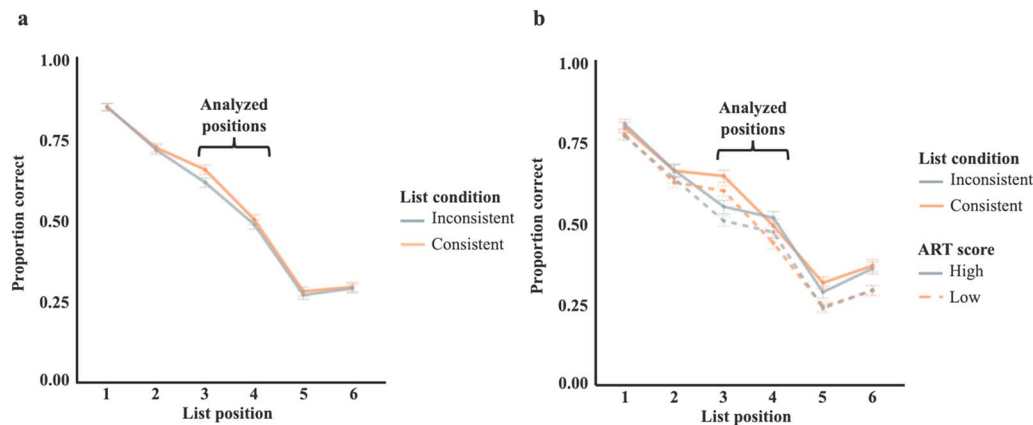 a
1.00
0.75
0.50
0.25
0.00
Proportion correct
Analyzed
positions
1 2 3 4 5 6
List position
List condition
Inconsistent
Consistent
b
1.00
0.75
0.50
0.25
0.00
Proportion correct
Analyzed
positions
1 2 3 4 5 6
List position
List condition
Inconsistent
Consistent
ART score
High
Low